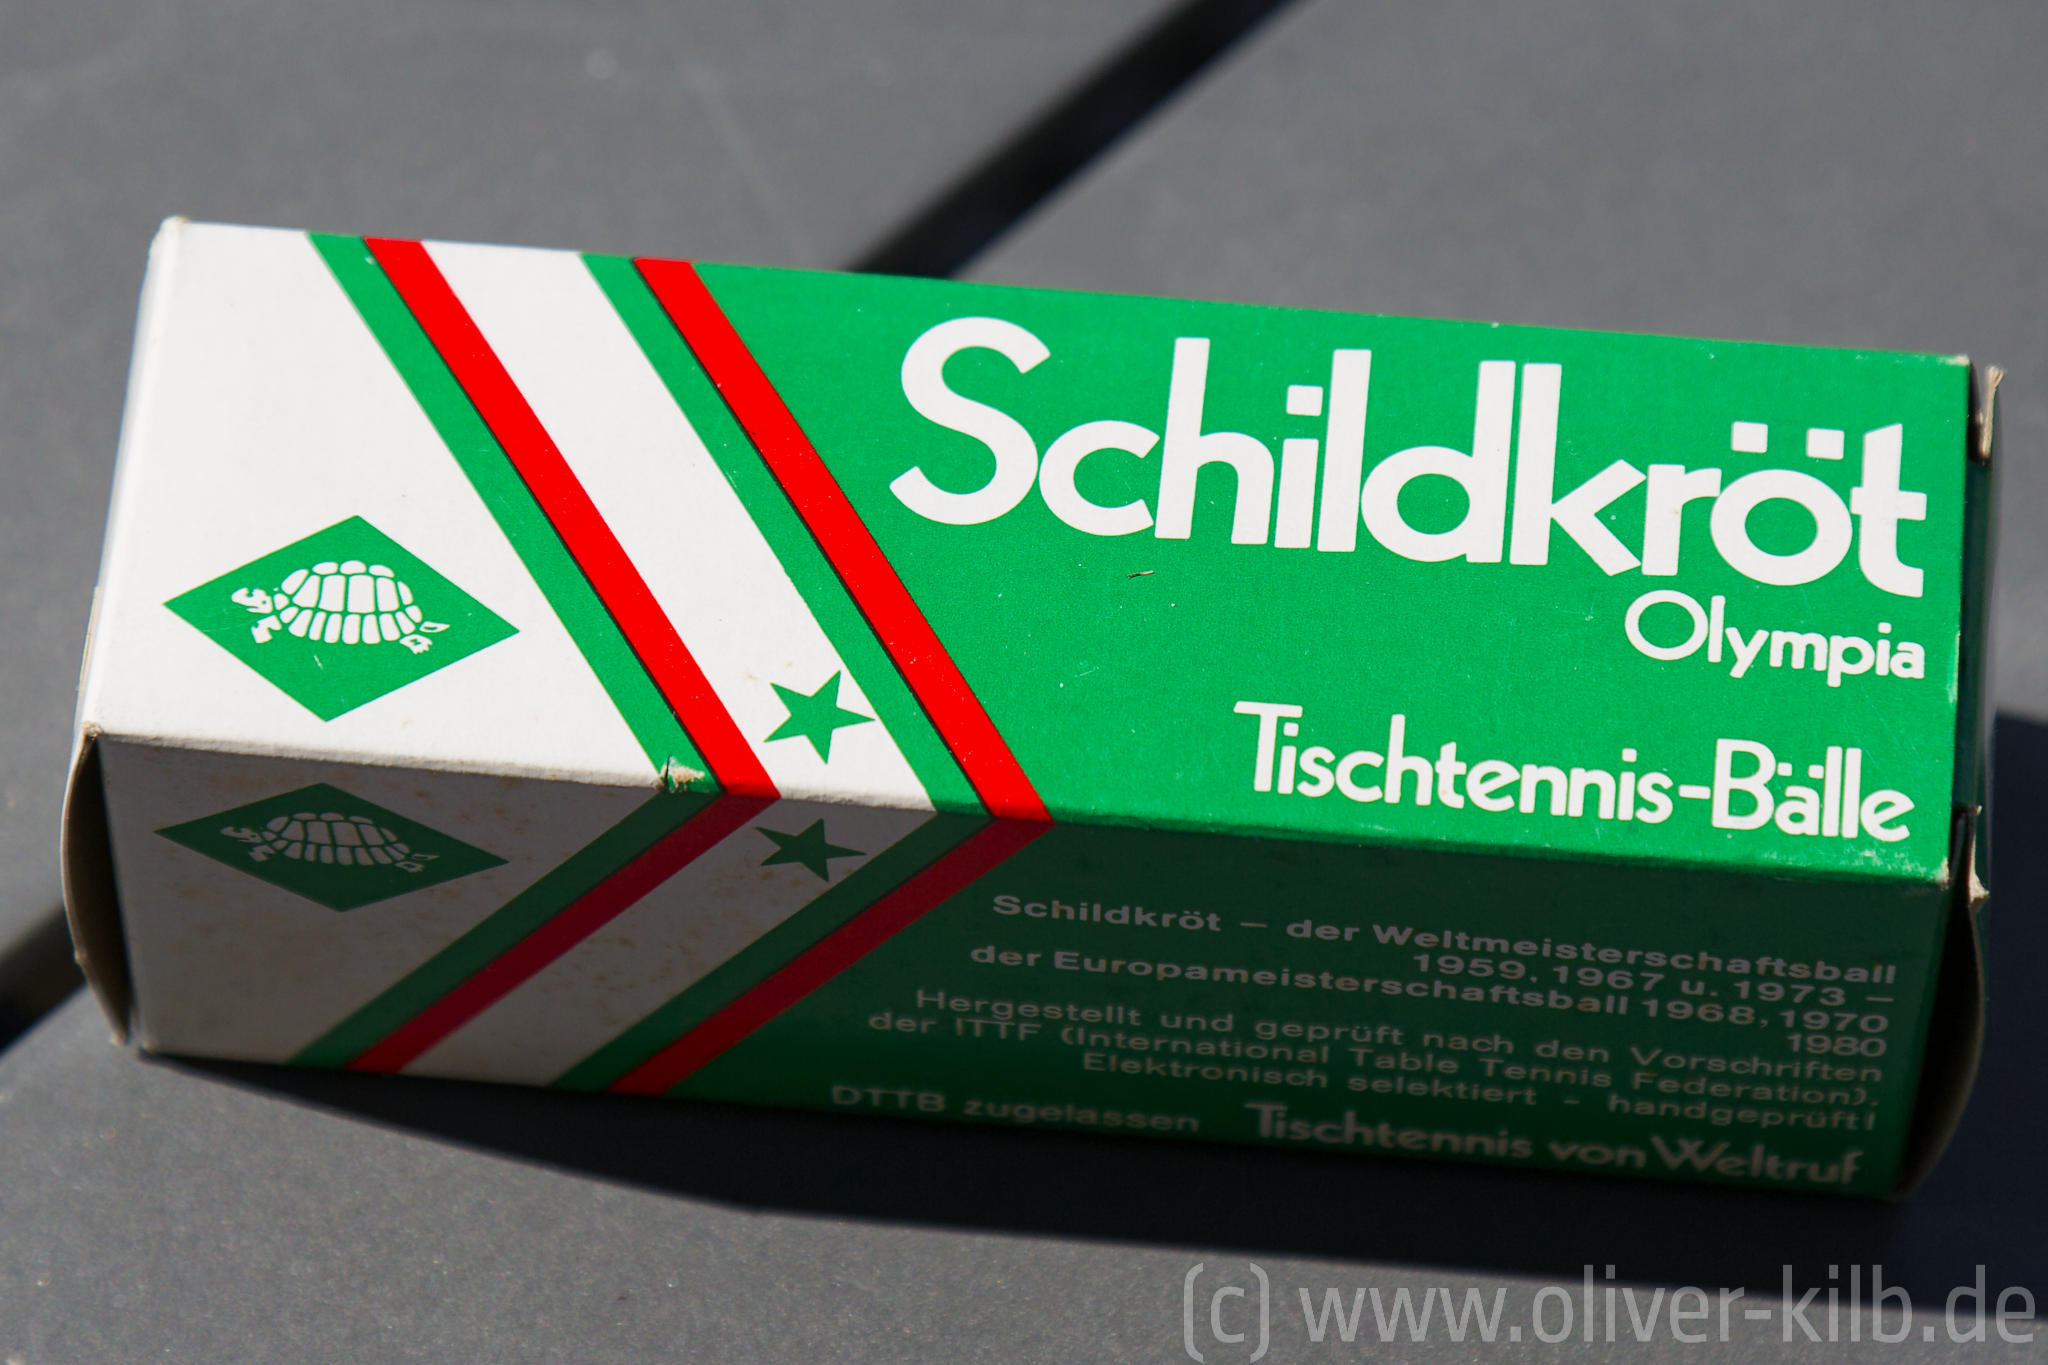 Schildkröt
Olympia
Tischtennis-Bälle
Schildkröt – der Weltmeisterschaftsball
1959, 1967 u. 1973 –
der Europameisterschaftsball 1968, 1970
1980
Hergestellt und geprüft nach den Vorschriften
der ITTF (International Table Tennis Federation).
Elektronisch selektiert - handgeprüft!
DTTB zugelassen Tischtennis von Weltruf
(c) www.oliver-kilb.de